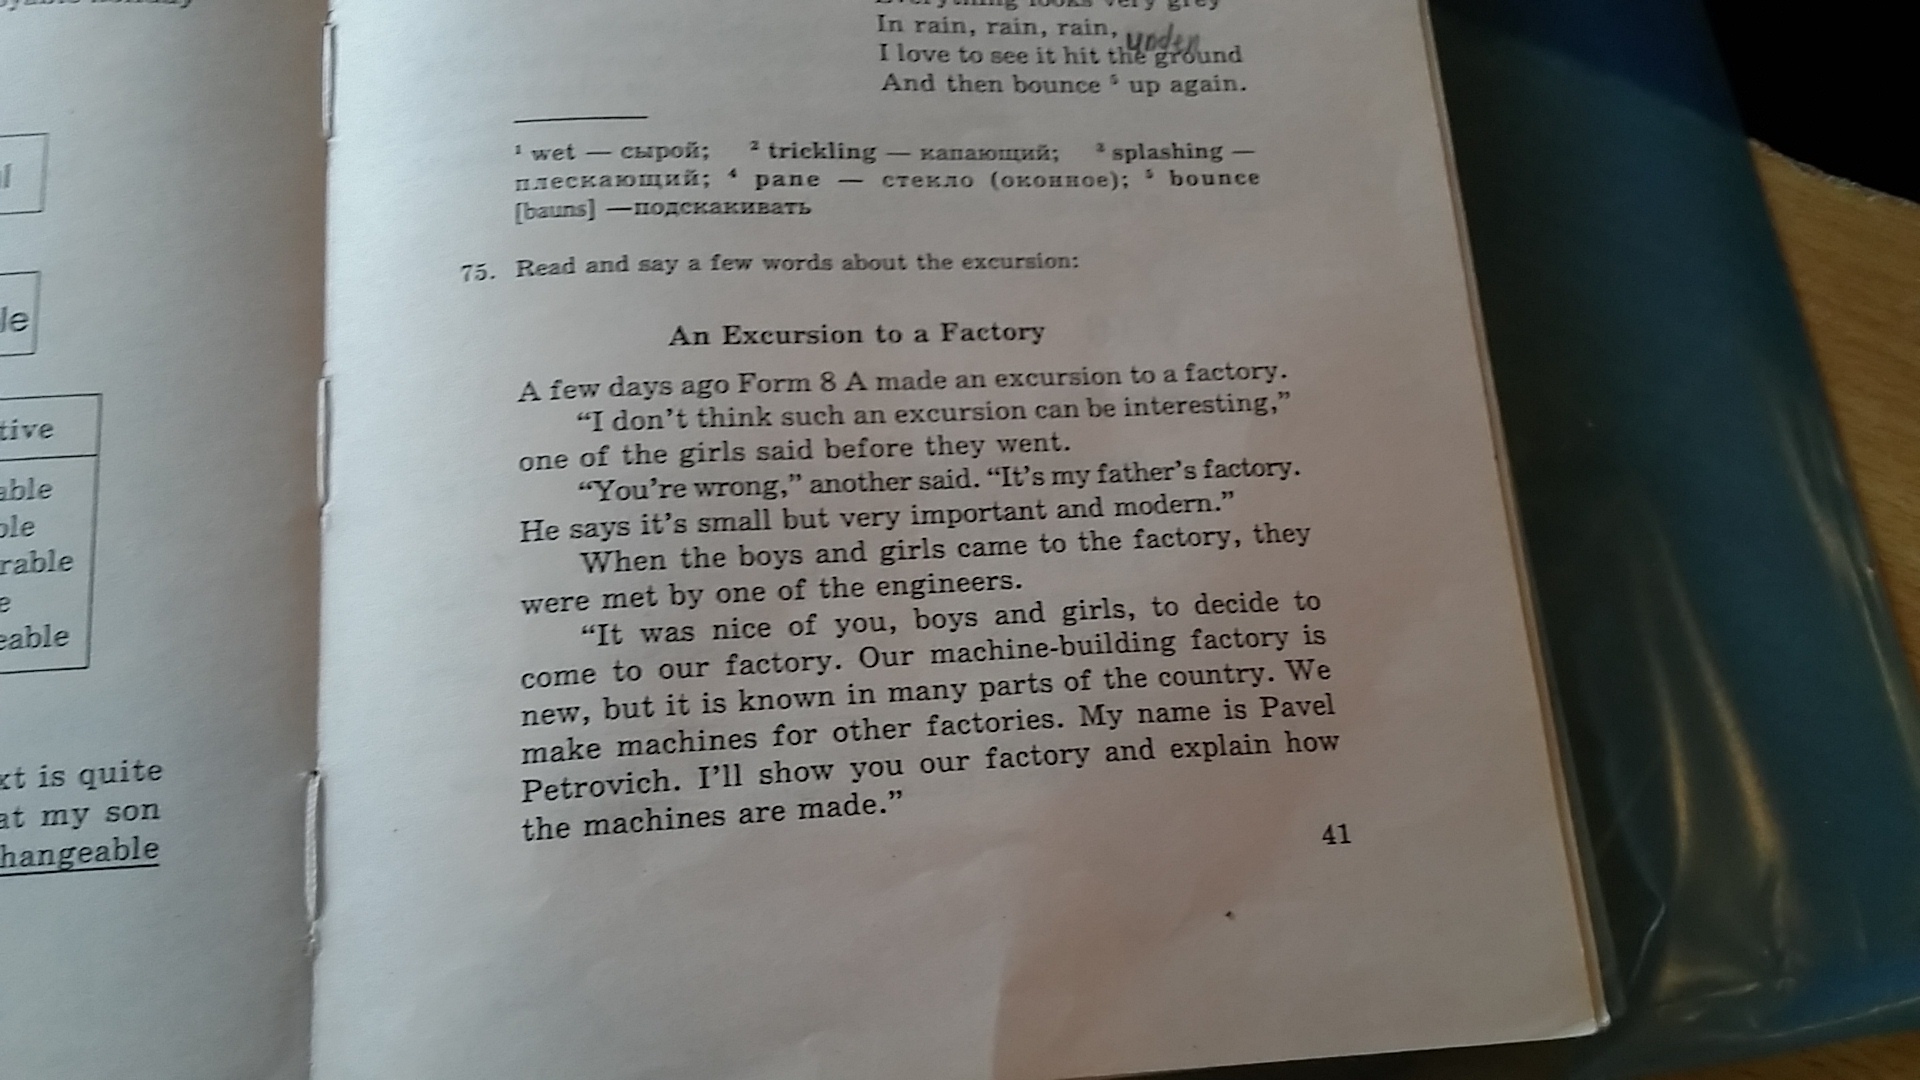 le
tive
able
ble
rable
e
eable
xt is quite
at my son
hangeable
Everything looks very grey
In rain, rain, rain,
I love to see it hit the ground
And then bounce ⁵ up again.
¹ wet — сырой; ² trickling — капающий; ³ splashing —
плескающий; ⁴ pane — стекло (оконное); ⁵ bounce
[bauns] —подскакивать
75. Read and say a few words about the excursion:
An Excursion to a Factory
A few days ago Form 8 A made an excursion to a factory.
“I don’t think such an excursion can be interesting,”
one of the girls said before they went.
“You’re wrong,” another said. “It’s my father’s factory.
He says it’s small but very important and modern.”
When the boys and girls came to the factory, they
were met by one of the engineers.
“It was nice of you, boys and girls, to decide to
come to our factory. Our machine-building factory is
new, but it is known in many parts of the country. We
make machines for other factories. My name is Pavel
Petrovich. I’ll show you our factory and explain how
the machines are made.”
41